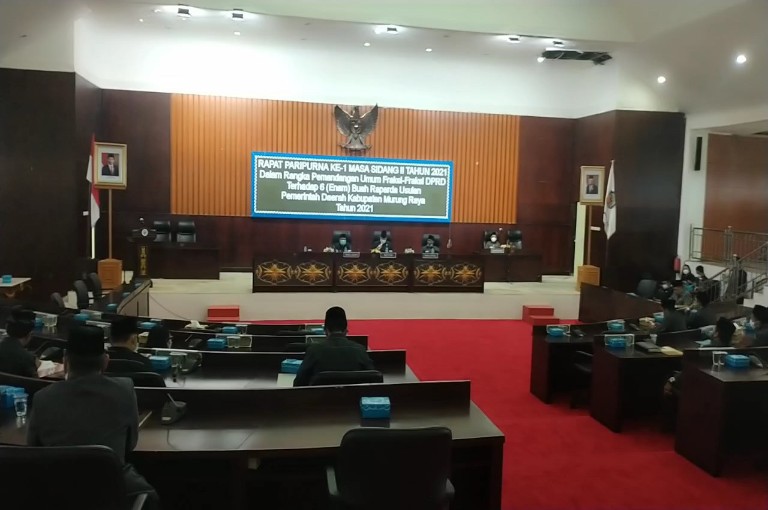 RAPAT PARIPURNA KE-1 MASA SIDANG II TAHUN 2021
Dalam Rangka Pemandangan Umum Fraksi-Fraksi DPRD
Terhadap 6 (Enam) Buah Raperda Usulan
Pemerintah Daerah Kabupaten Murung Raya
Tahun 2021